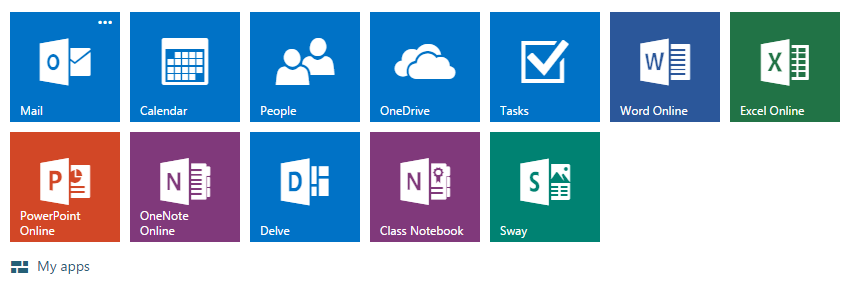 Mail
Calendar
People
OneDrive
Tasks
Word Online
Excel Online
PowerPoint
Online
OneNote
Online
Delve
Class Notebook
Sway
My apps